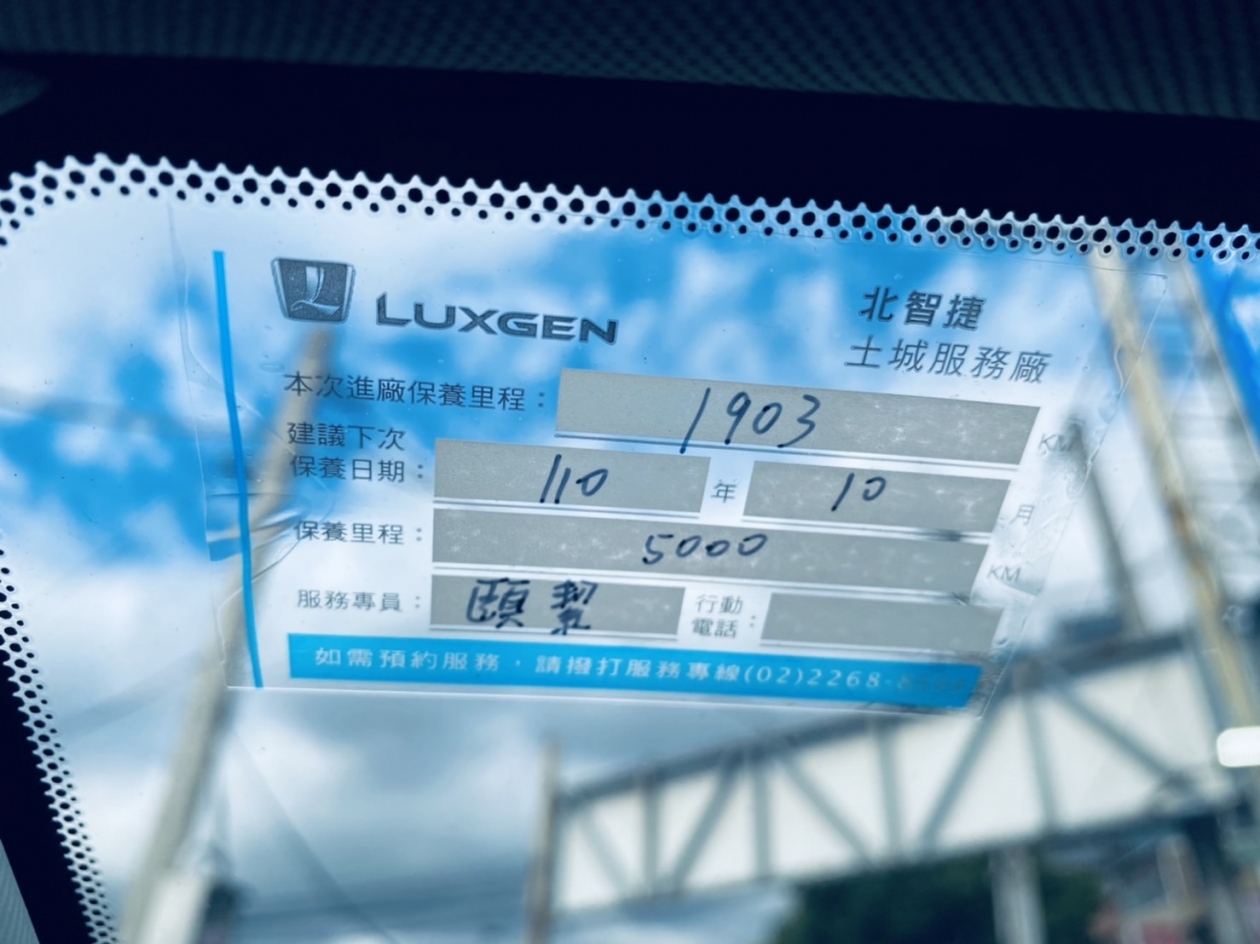 LUXGEN
北智捷
土城服務廠
本次進廠保養里程：1903 KM
建議下次
保養日期：110 年 10 月
保養里程：5000 KM
服務專員：頤絜 行動電話：
如需預約服務，請撥打服務專線(02)2268-